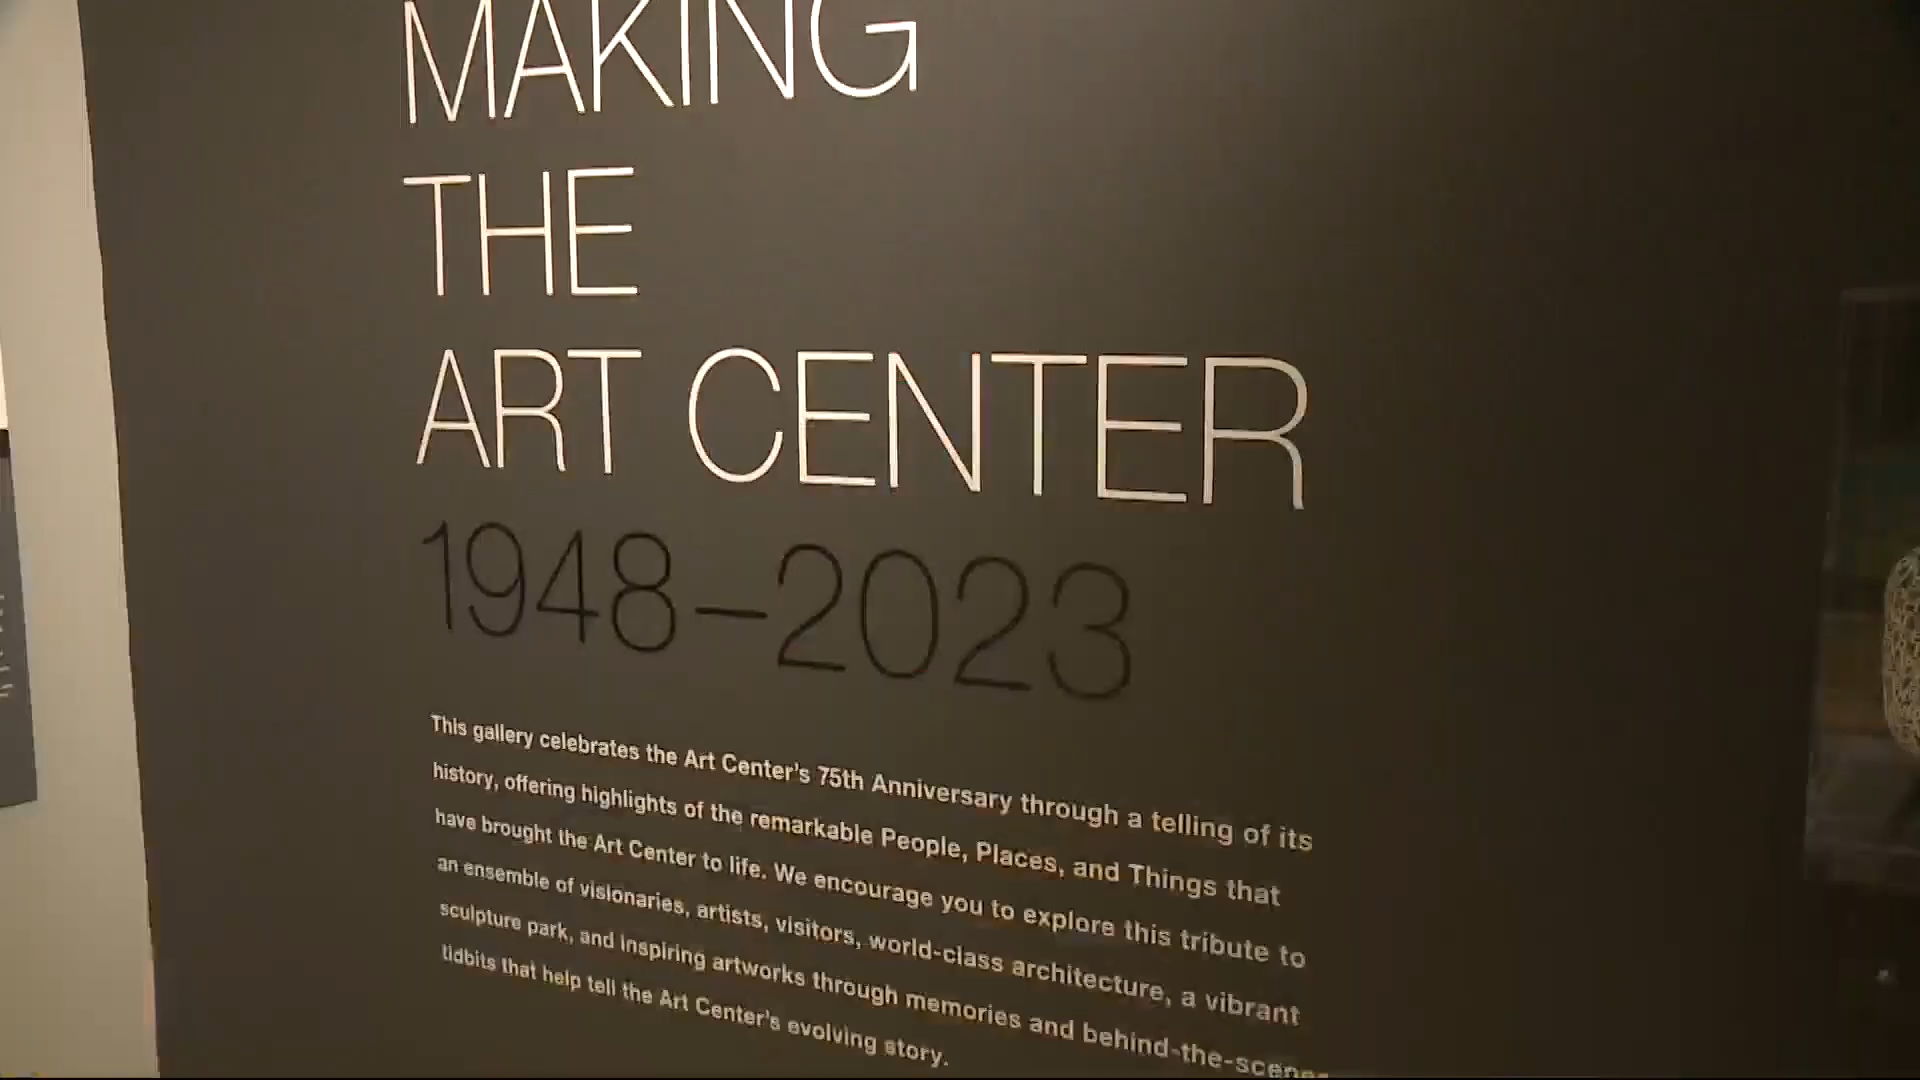 MAKING
THE
ART CENTER
1948–2023
This gallery celebrates the Art Center's 75th Anniversary through a telling of its
history, offering highlights of the remarkable People, Places, and Things that
have brought the Art Center to life. We encourage you to explore this tribute to
an ensemble of visionaries, artists, visitors, world-class architecture, a vibrant
sculpture park, and inspiring artworks through memories and behind-the-scenes
tidbits that help tell the Art Center's evolving story.